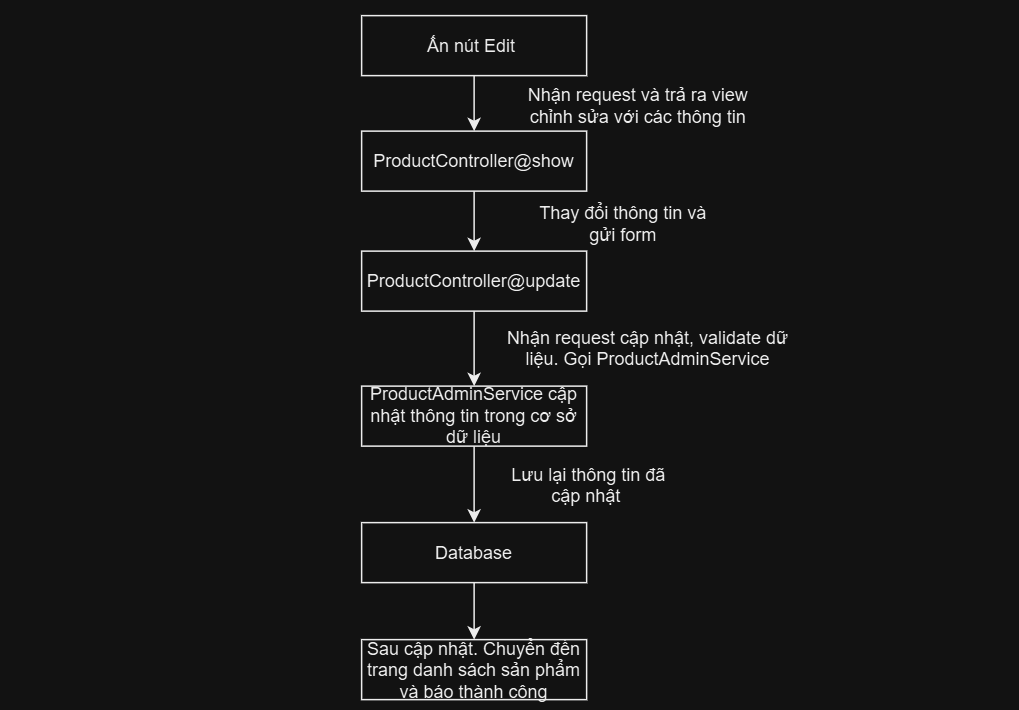 Ấn nút Edit
Nhận request và trả ra view
chỉnh sửa với các thông tin
ProductController@show
Thay đổi thông tin và
gửi form
ProductController@update
Nhận request cập nhật, validate dữ
liệu. Gọi ProductAdminService
ProductAdminService cập
nhật thông tin trong cơ sở
dữ liệu
Lưu lại thông tin đã
cập nhật
Database
Sau cập nhật. Chuyển đến
trang danh sách sản phẩm
và báo thành công